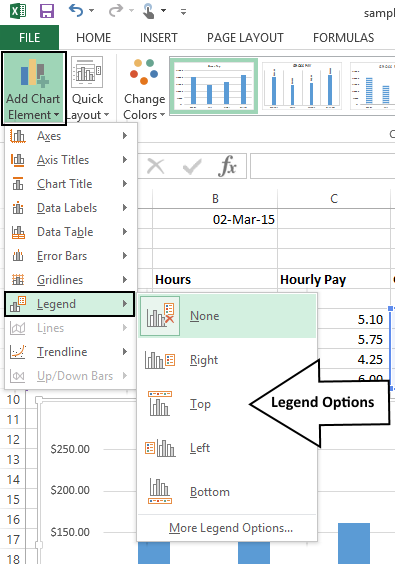 sampl
FILE HOME INSERT PAGE LAYOUT FORMULAS
Add Chart Element
Quick Layout
Change Colors
Axes
Axis Titles
Chart Title
Data Labels
Data Table
Error Bars
Gridlines
Legend
Lines
Trendline
Up/Down Bars
fx
B C
02-Mar-15
Hours Hourly Pay
5.10
5.75
4.25
6.00
None
Right
Top
Left
Bottom
More Legend Options...
Legend Options
10
11
12
13
14
15
16
17
18
$250.00
$200.00
$150.00